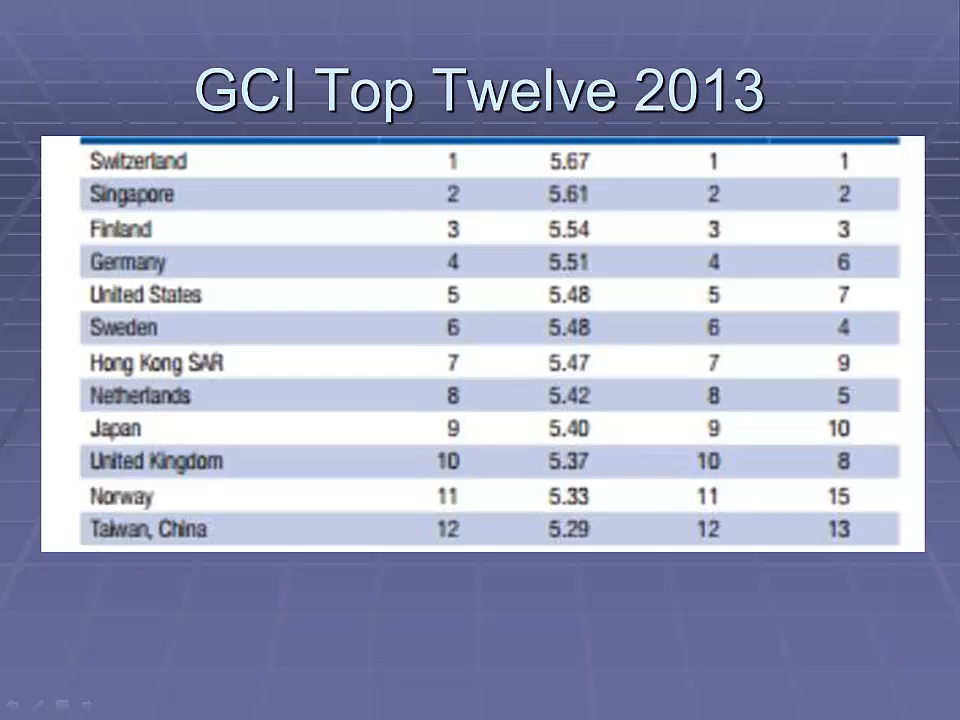 GCI Top Twelve 2013
Switzerland 1 5.67 1 1
Singapore 2 5.61 2 2
Finland 3 5.54 3 3
Germany 4 5.51 4 6
United States 5 5.48 5 7
Sweden 6 5.48 6 4
Hong Kong SAR 7 5.47 7 9
Netherlands 8 5.42 8 5
Japan 9 5.40 9 10
United Kingdom 10 5.37 10 8
Norway 11 5.33 11 15
Taiwan, China 12 5.29 12 13